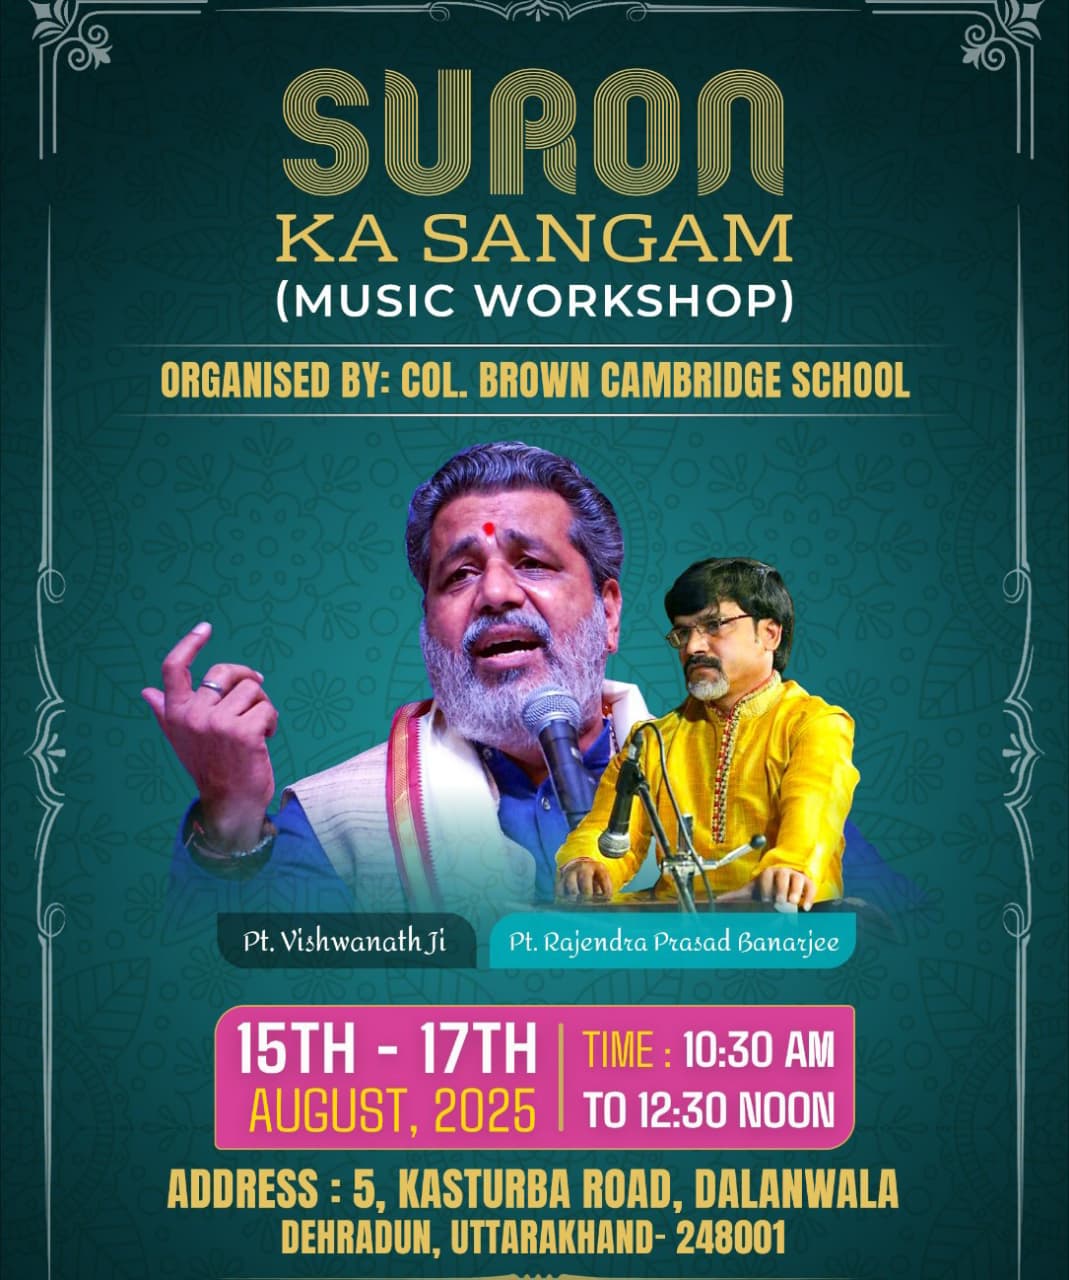 SURON
KA SANGAM
(MUSIC WORKSHOP)
ORGANISED BY: COL. BROWN CAMBRIDGE SCHOOL
Pt. Vishwanath Ji
Pt. Rajendra Prasad Banarjee
15TH - 17TH
AUGUST, 2025
TIME : 10:30 AM
TO 12:30 NOON
ADDRESS : 5, KASTURBA ROAD, DALANWALA
DEHRADUN, UTTARAKHAND- 248001